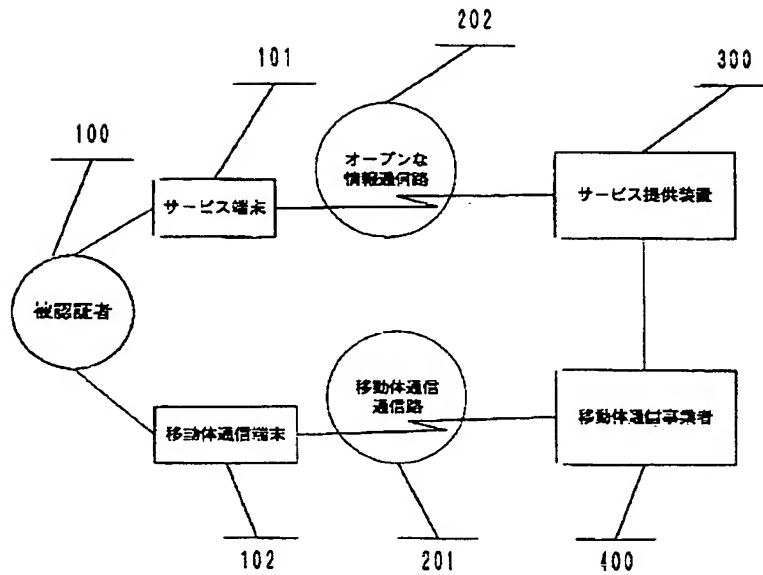 202
101
300
100
オープンな
情報通信路
サービス端末
サービス提供装置
被認証者
移動体通信
通信路
移動体通信端末
移動体通信事業者
102
201
400